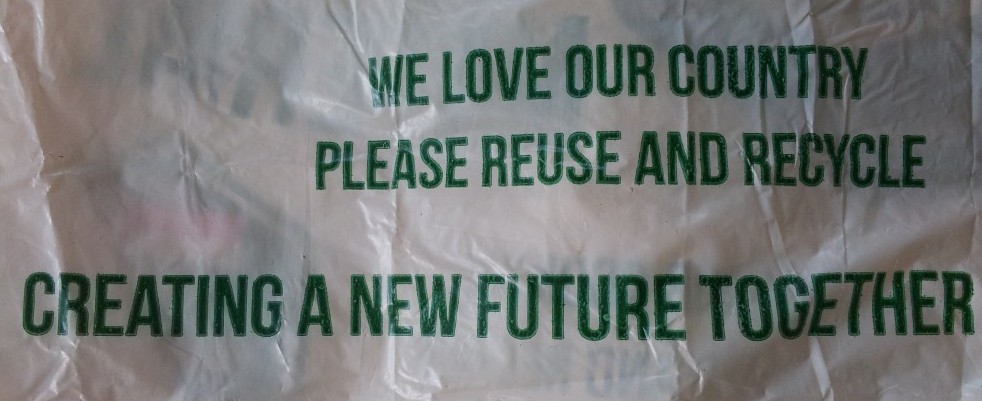 WE LOVE OUR COUNTRY
PLEASE REUSE AND RECYCLE
CREATING A NEW FUTURE TOGETHER